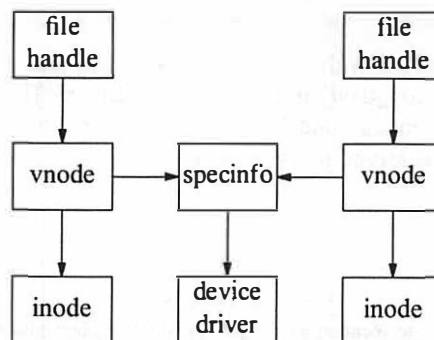 file
handle
file
handle
vnode
specinfo
vnode
inode
device
driver
inode